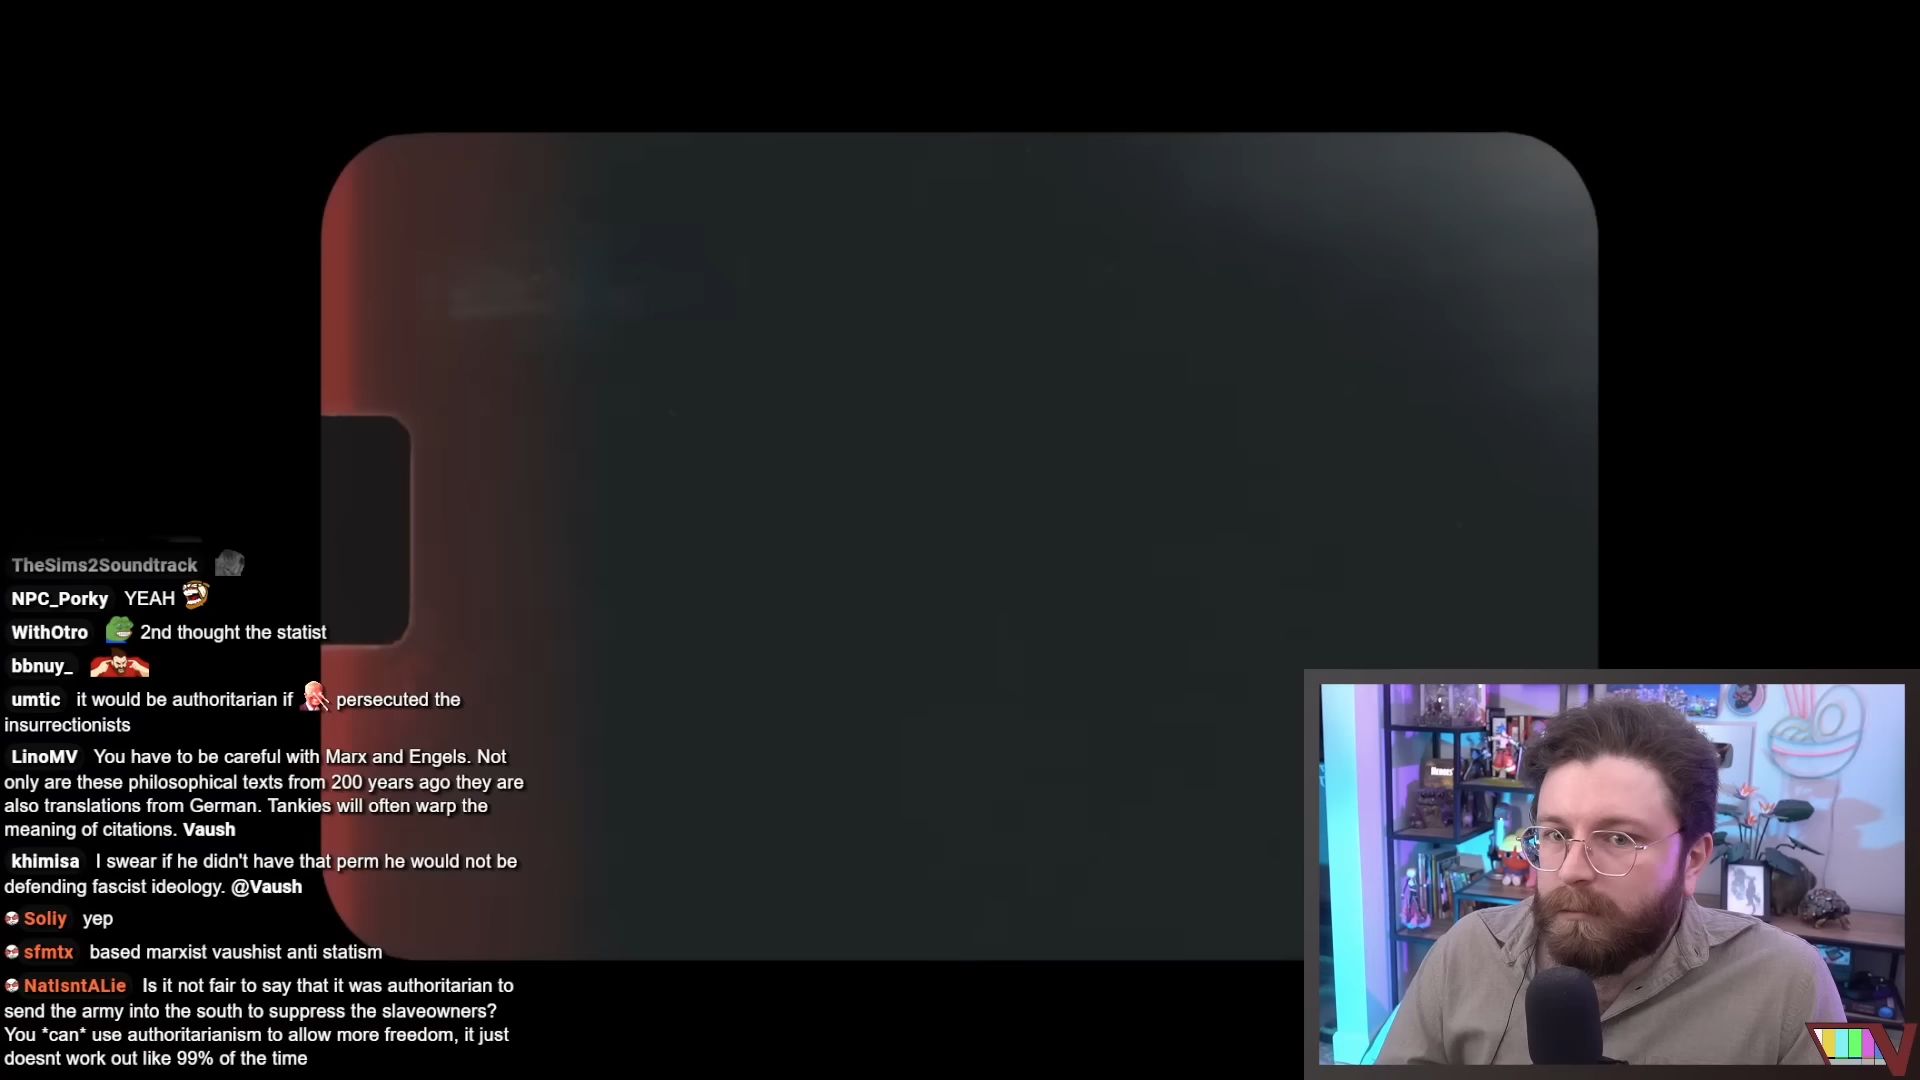 TheSims2Soundtrack
NPC_Porky YEAH
WithOtro 2nd thought the statist
bbnuy_
umtic it would be authoritarian if persecuted the
insurrectionists
LinoMV You have to be careful with Marx and Engels. Not
only are these philosophical texts from 200 years ago they are
also translations from German. Tankies will often warp the
meaning of citations. Vaush
khimisa I swear if he didn't have that perm he would not be
defending fascist ideology. @Vaush
Soliy yep
sfmtx based marxist vaushist anti statism
NatIsntALie Is it not fair to say that it was authoritarian to
send the army into the south to suppress the slaveowners?
You *can* use authoritarianism to allow more freedom, it just
doesnt work out like 99% of the time